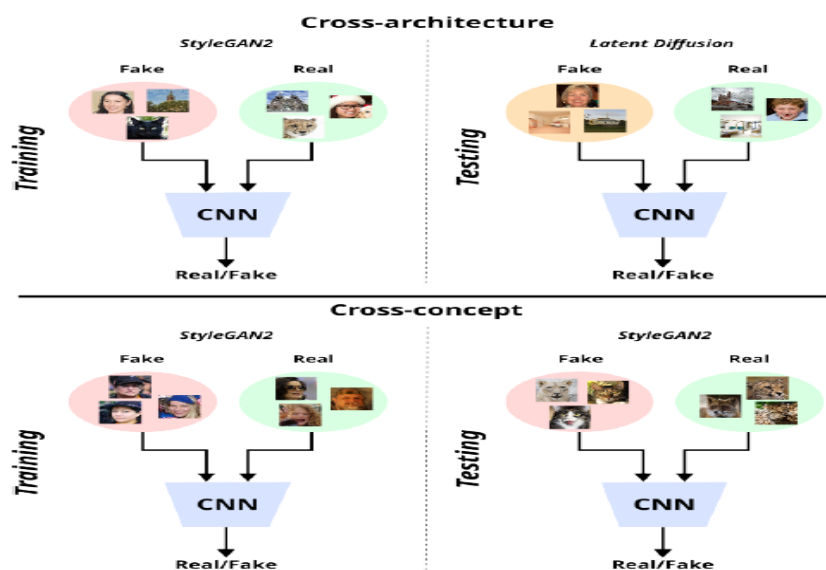 Cross-architecture
StyleGAN2
Latent Diffusion
Fake
Real
Fake
Real
Training
Testing
CNN
CNN
Real/Fake
Real/Fake
Cross-concept
StyleGAN2
StyleGAN2
Fake
Real
Fake
Real
Training
Testing
CNN
CNN
Real/Fake
Real/Fake